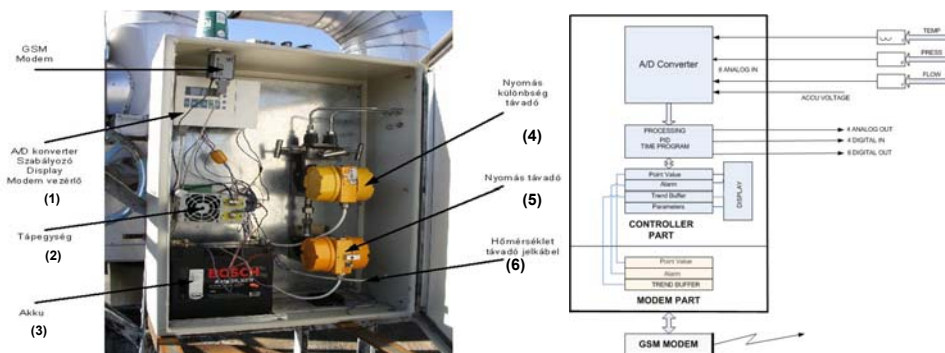 GSM
Modem
A/D konverter
Szabályozó
Display
Modem vezérlő
(1)
Tápegység
(2)
Akku
(3)
BOSCH
Nyomás
különbség
távadó
(4)
Nyomás távadó
(5)
Hőmérséklet
távadó jelkábel
(6)
A/D Converter
8 ANALOG IN
TEMP
PRESS
FLOW
ACCU VOLTAGE
PROCESSING
PID
TIME PROGRAM
4 ANALOG OUT
4 DIGITAL IN
8 DIGITAL OUT
Point Value
Alarm
Trend Buffer
Parameters
DISPLAY
CONTROLLER
PART
Point Value
Alarm
TREND BUFFER
MODEM PART
GSM MODEM